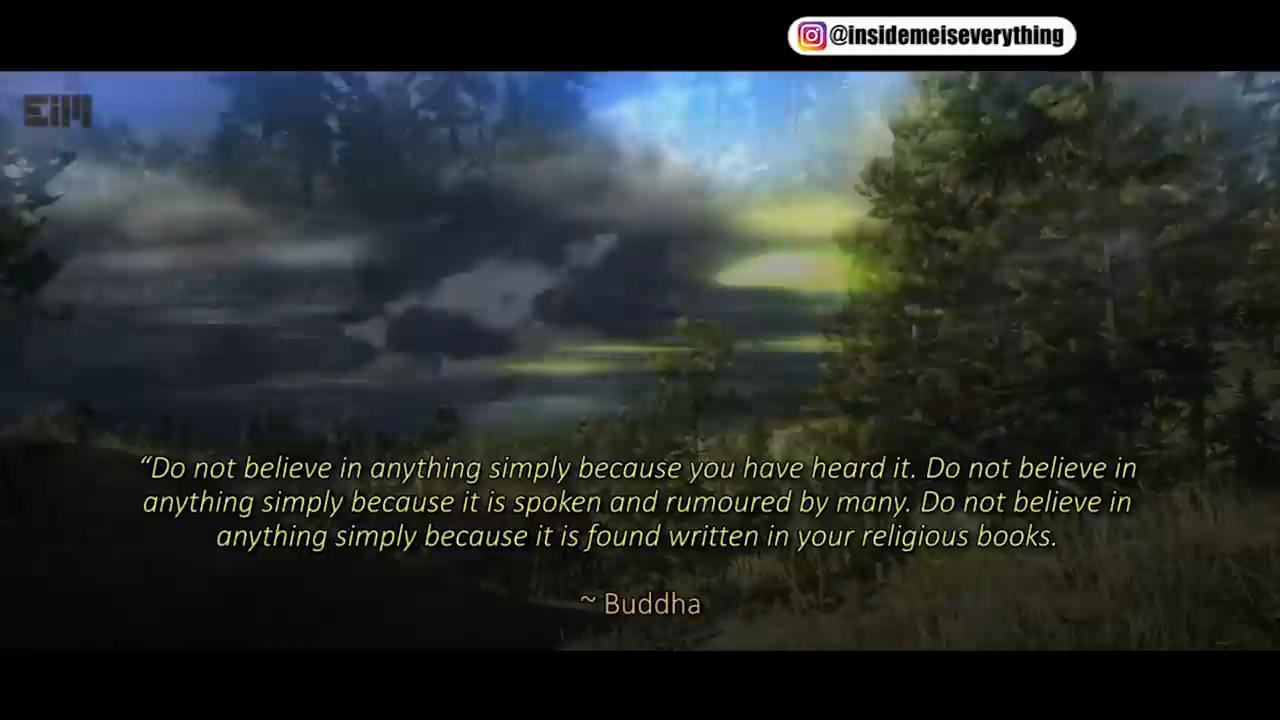 @insidemeiseverything
EiM
“Do not believe in anything simply because you have heard it. Do not believe in
anything simply because it is spoken and rumoured by many. Do not believe in
anything simply because it is found written in your religious books.
~ Buddha